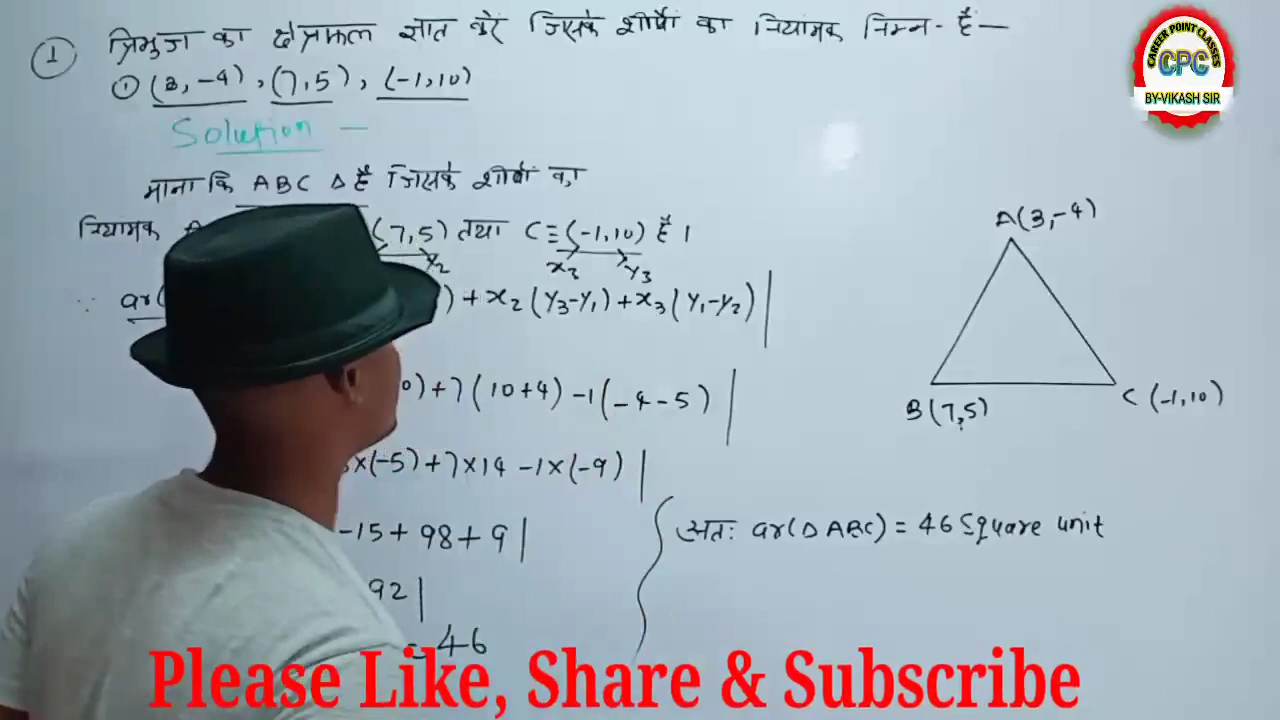 ① त्रिभुज का क्षेत्रफल ज्ञात करें जिसके शीर्षों का नियामक निम्न है —
① (3, -4), (7, 5), (-1, 10)
Solution —
माना कि ABC Δ है जिसके शीर्षों का
नियामक (7, 5) तथा C ≡ (-1, 10) है ।
x₂ x₃ y₃
∵ ar( ) + x₂ (y₃-y₁) + x₃ (y₁-y₂) |
0) + 7 (10+4) -1 (-4-5) |
×(-5) + 7×14 -1×(-9) |
-15 + 98 + 9 |
92 |
= 46
A(3, -4)
B(7, 5)
C (-1, 10)
अतः ar(Δ ABC) = 46 Square unit
CAREER POINT CLASSES
CPC
BY-VIKASH SIR
Please Like, Share & Subscribe